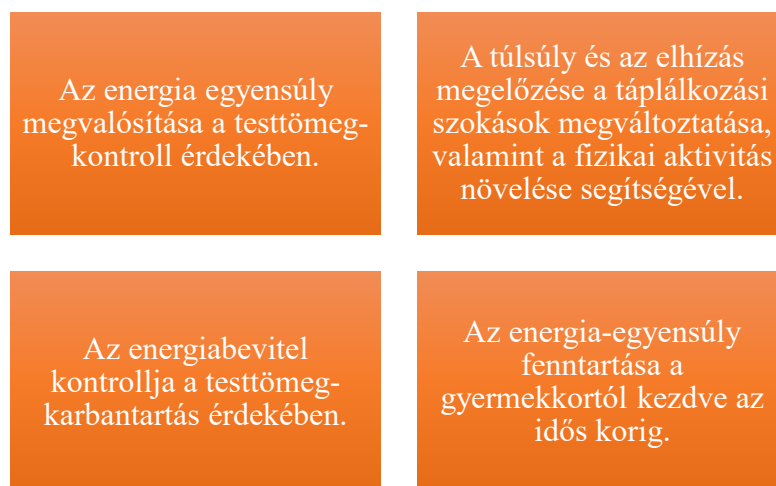 Az energia egyensúly
megvalósítása a testtömeg-
kontroll érdekében.
A túlsúly és az elhízás
megelőzése a táplálkozási
szokások megváltoztatása,
valamint a fizikai aktivitás
növelése segítségével.
Az energiabevitel
kontrollja a testtömeg-
karbantartás érdekében.
Az energia-egyensúly
fenntartása a
gyermekkortól kezdve az
idős korig.